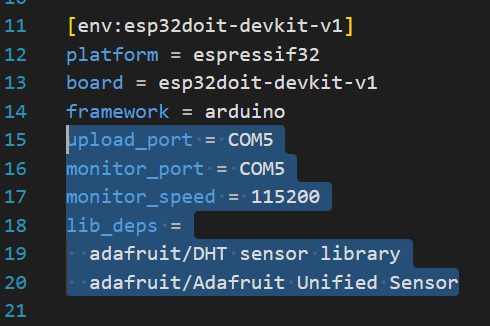 11 [env:esp32doit-devkit-v1]
12 platform = espressif32
13 board = esp32doit-devkit-v1
14 framework = arduino
15 upload_port = COM5
16 monitor_port = COM5
17 monitor_speed = 115200
18 lib_deps =
19   adafruit/DHT sensor library
20   adafruit/Adafruit Unified Sensor
21